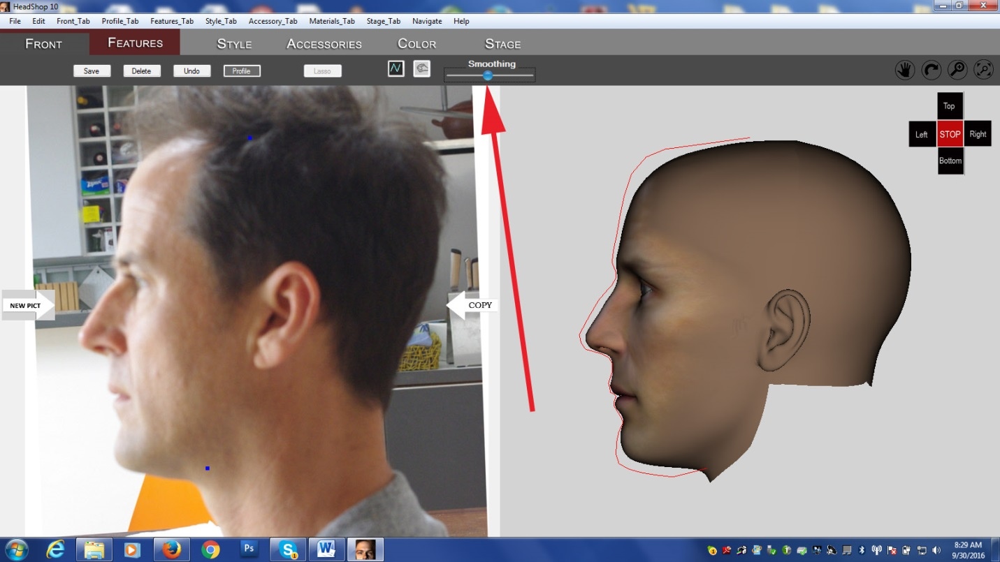 HeadShop 10
File Edit Front_Tab Profile_Tab Features_Tab Style_Tab Accessory_Tab Materials_Tab Stage_Tab Navigate Help
FRONT FEATURES STYLE ACCESSORIES COLOR STAGE
Smoothing
Save Delete Undo Profile Lasso
Top
Left STOP Right
Bottom
NEW PICT
COPY
Ps
S
W
8:29 AM
9/30/2016